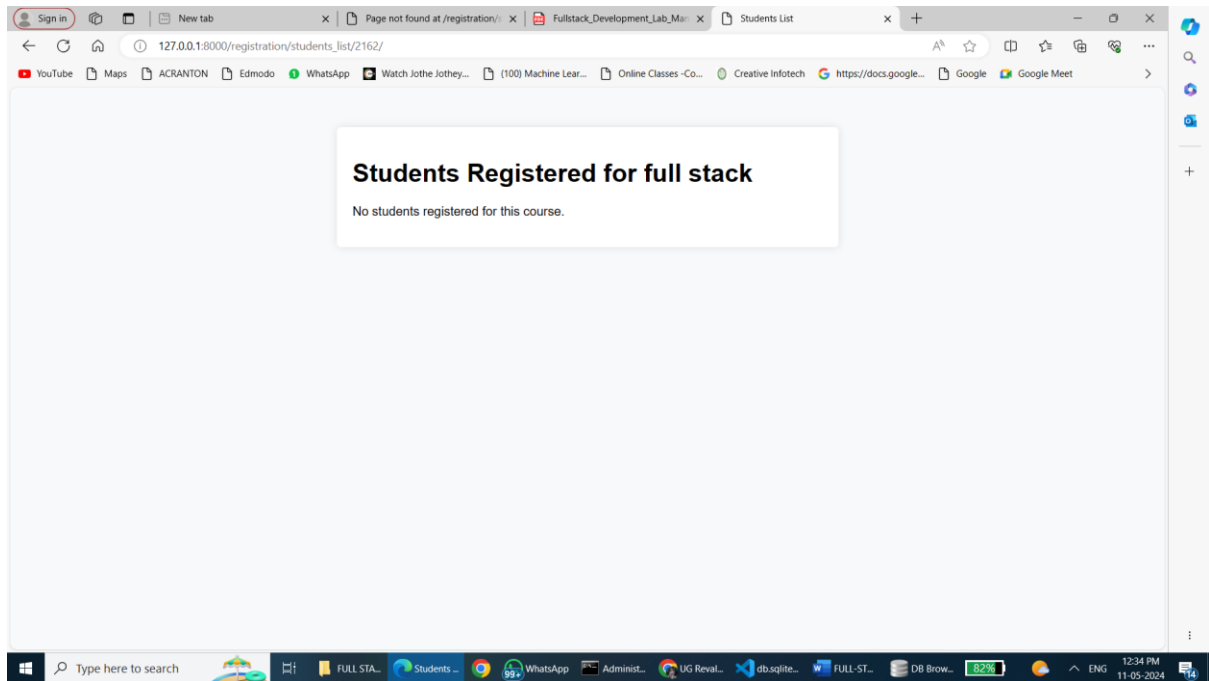 Sign in
New tab
Page not found at /registration/
Fullstack_Development_Lab_Man
Students List
127.0.0.1:8000/registration/students_list/2162/
YouTube
Maps
ACRANTON
Edmodo
WhatsApp
Watch Jothe Jothey...
(100) Machine Lear...
Online Classes -Co...
Creative Infotech
https://docs.google...
Google
Google Meet
Students Registered for full stack
No students registered for this course.
Type here to search
FULL STA...
Students ...
99+
WhatsApp
Administ...
UG Reval...
db.sqlite...
FULL-ST...
DB Brow...
82%
ENG
12:34 PM
11-05-2024
14